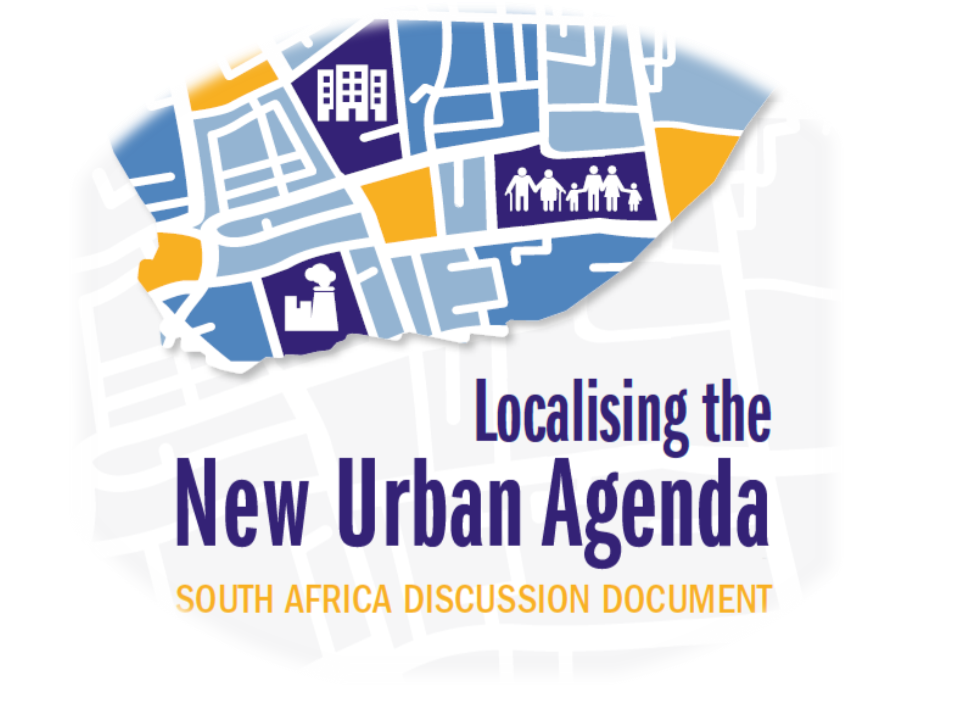 Localising the
New Urban Agenda
SOUTH AFRICA DISCUSSION DOCUMENT